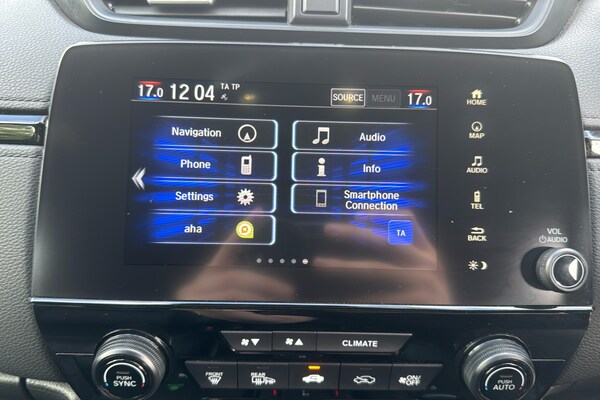 17.0 12 04 TA TP SOURCE MENU 17.0
Navigation
Phone
Settings
aha
Audio
Info
Smartphone
Connection
TA
HOME
MAP
AUDIO
TEL
BACK
VOL
AUDIO
CLIMATE
PUSH
SYNC
FRONT
REAR
ON/
OFF
PUSH
AUTO